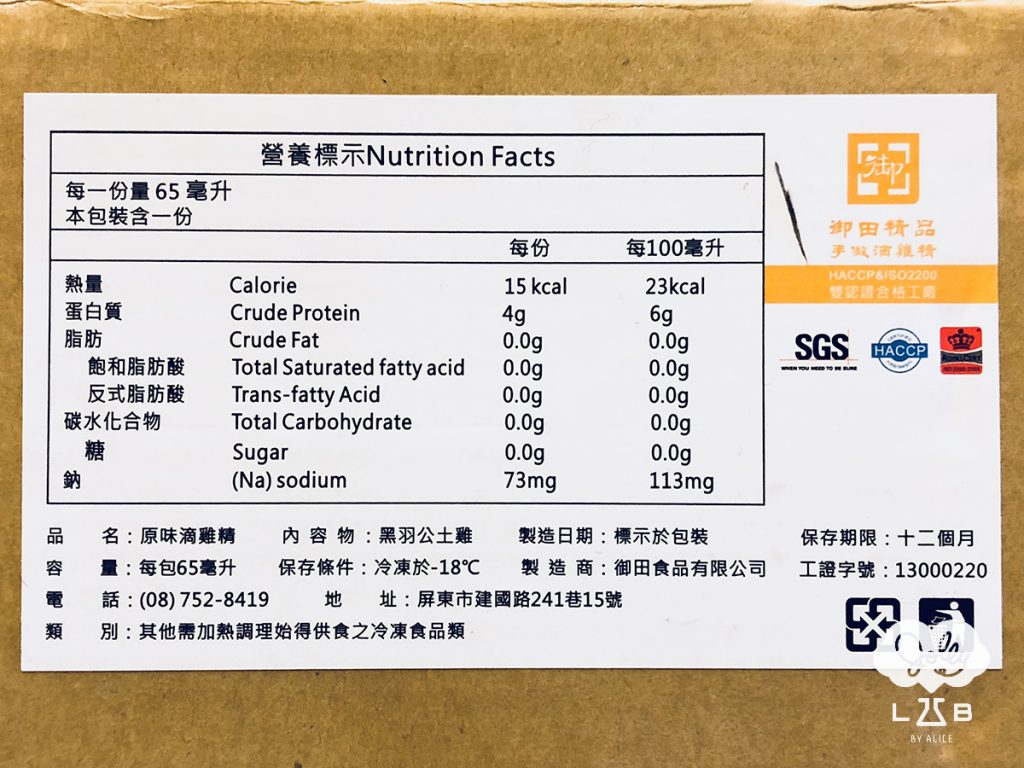 營養標示Nutrition Facts
每一份量 65 毫升
本包裝含一份
每份 每100毫升
熱量 Calorie 15 kcal 23kcal
蛋白質 Crude Protein 4g 6g
脂肪 Crude Fat 0.0g 0.0g
飽和脂肪酸 Total Saturated fatty acid 0.0g 0.0g
反式脂肪酸 Trans-fatty Acid 0.0g 0.0g
碳水化合物 Total Carbohydrate 0.0g 0.0g
糖 Sugar 0.0g 0.0g
鈉 (Na) sodium 73mg 113mg
御
御田精品
手做滴雞精
HACCP&ISO2200
雙認證合格工廠
SGS
WHEN YOU NEED TO BE SURE
HACCP
ROYALCERT
品名：原味滴雞精 內容物：黑羽公土雞 製造日期：標示於包裝 保存期限：十二個月
容量：每包65毫升 保存條件：冷凍於-18℃ 製造商：御田食品有限公司 工證字號：13000220
電話：(08) 752-8419 地址：屏東市建國路241巷15號
類別：其他需加熱調理始得供食之冷凍食品類
LAB
BY ALICE